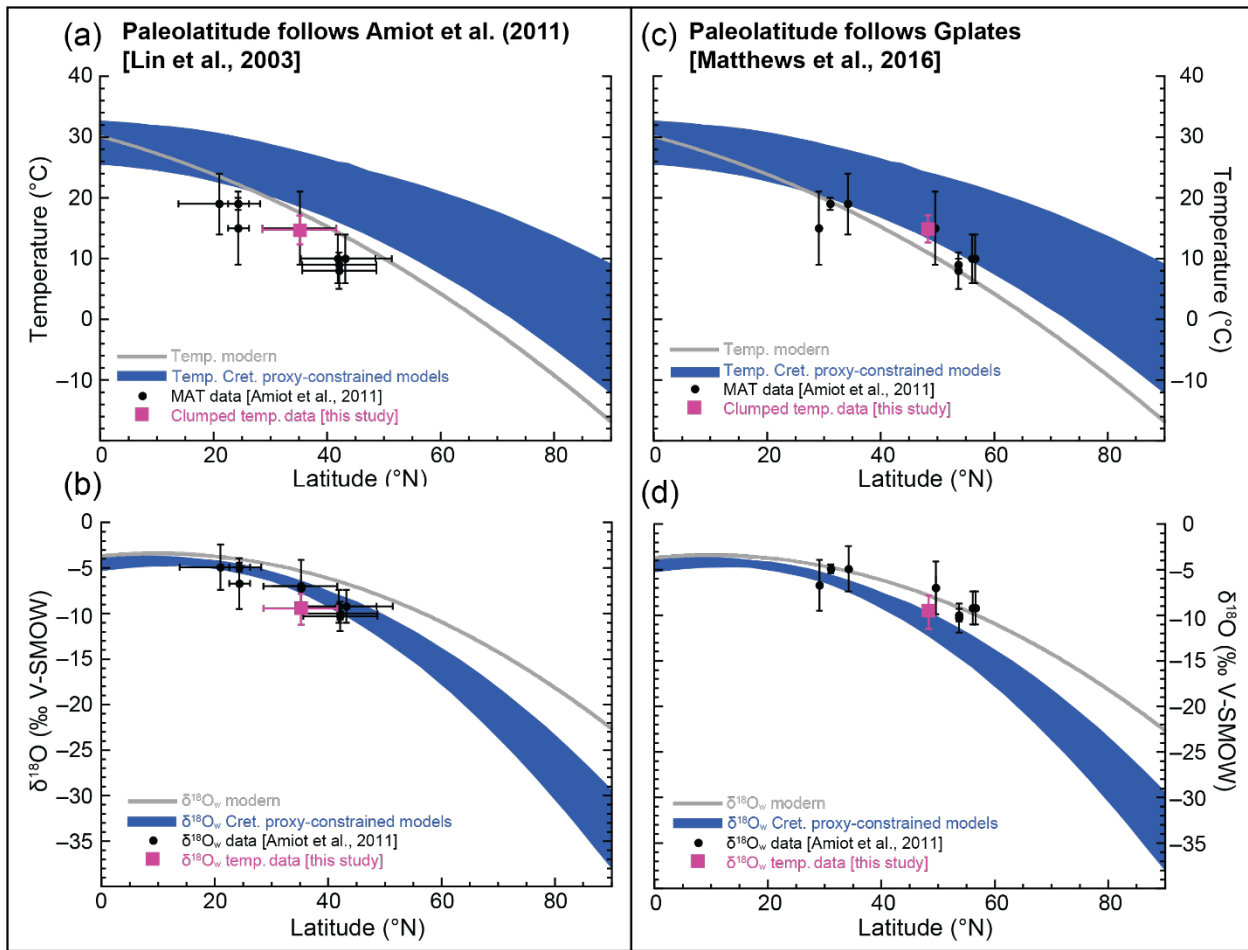 (a) Paleolatitude follows Amiot et al. (2011)
[Lin et al., 2003]
40
30
20
10
0
−10
Temperature (°C)
Temp. modern
Temp. Cret. proxy-constrained models
MAT data [Amiot et al., 2011]
Clumped temp. data [this study]
0 20 40 60 80
Latitude (°N)
(c) Paleolatitude follows Gplates
[Matthews et al., 2016]
40
30
20
10
0
−10
Temperature (°C)
Temp. modern
Temp. Cret. proxy-constrained models
MAT data [Amiot et al., 2011]
Clumped temp. data [this study]
0 20 40 60 80
Latitude (°N)
(b)
0
−5
−10
−15
−20
−25
−30
−35
δ¹⁸O (‰ V-SMOW)
δ¹⁸Ow modern
δ¹⁸Ow Cret. proxy-constrained models
δ¹⁸Ow data [Amiot et al., 2011]
δ¹⁸Ow temp. data [this study]
0 20 40 60 80
Latitude (°N)
(d)
0
−5
−10
−15
−20
−25
−30
−35
δ¹⁸O (‰ V-SMOW)
δ¹⁸Ow modern
δ¹⁸Ow Cret. proxy-constrained models
δ¹⁸Ow data [Amiot et al., 2011]
δ¹⁸Ow temp. data [this study]
0 20 40 60 80
Latitude (°N)